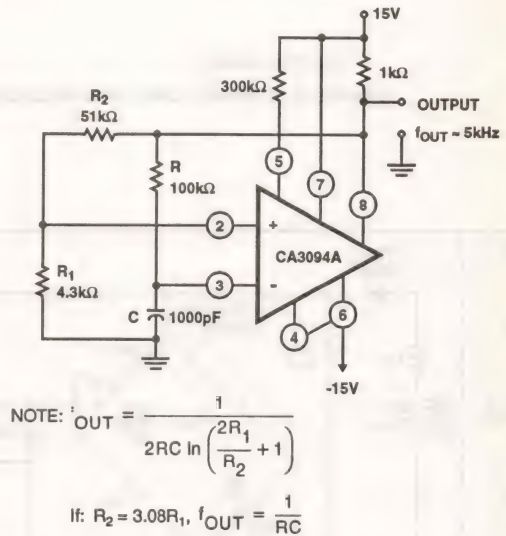 15V
300kΩ
1kΩ
OUTPUT
fOUT ~ 5kHz
R2
51kΩ
R
100kΩ
5
7
8
2
+
CA3094A
3
-
R1
4.3kΩ
C
1000pF
4
6
-15V
NOTE: fOUT = 1 / 2RC ln (2R1 / R2 + 1)
If: R2 = 3.08R1, fOUT = 1 / RC